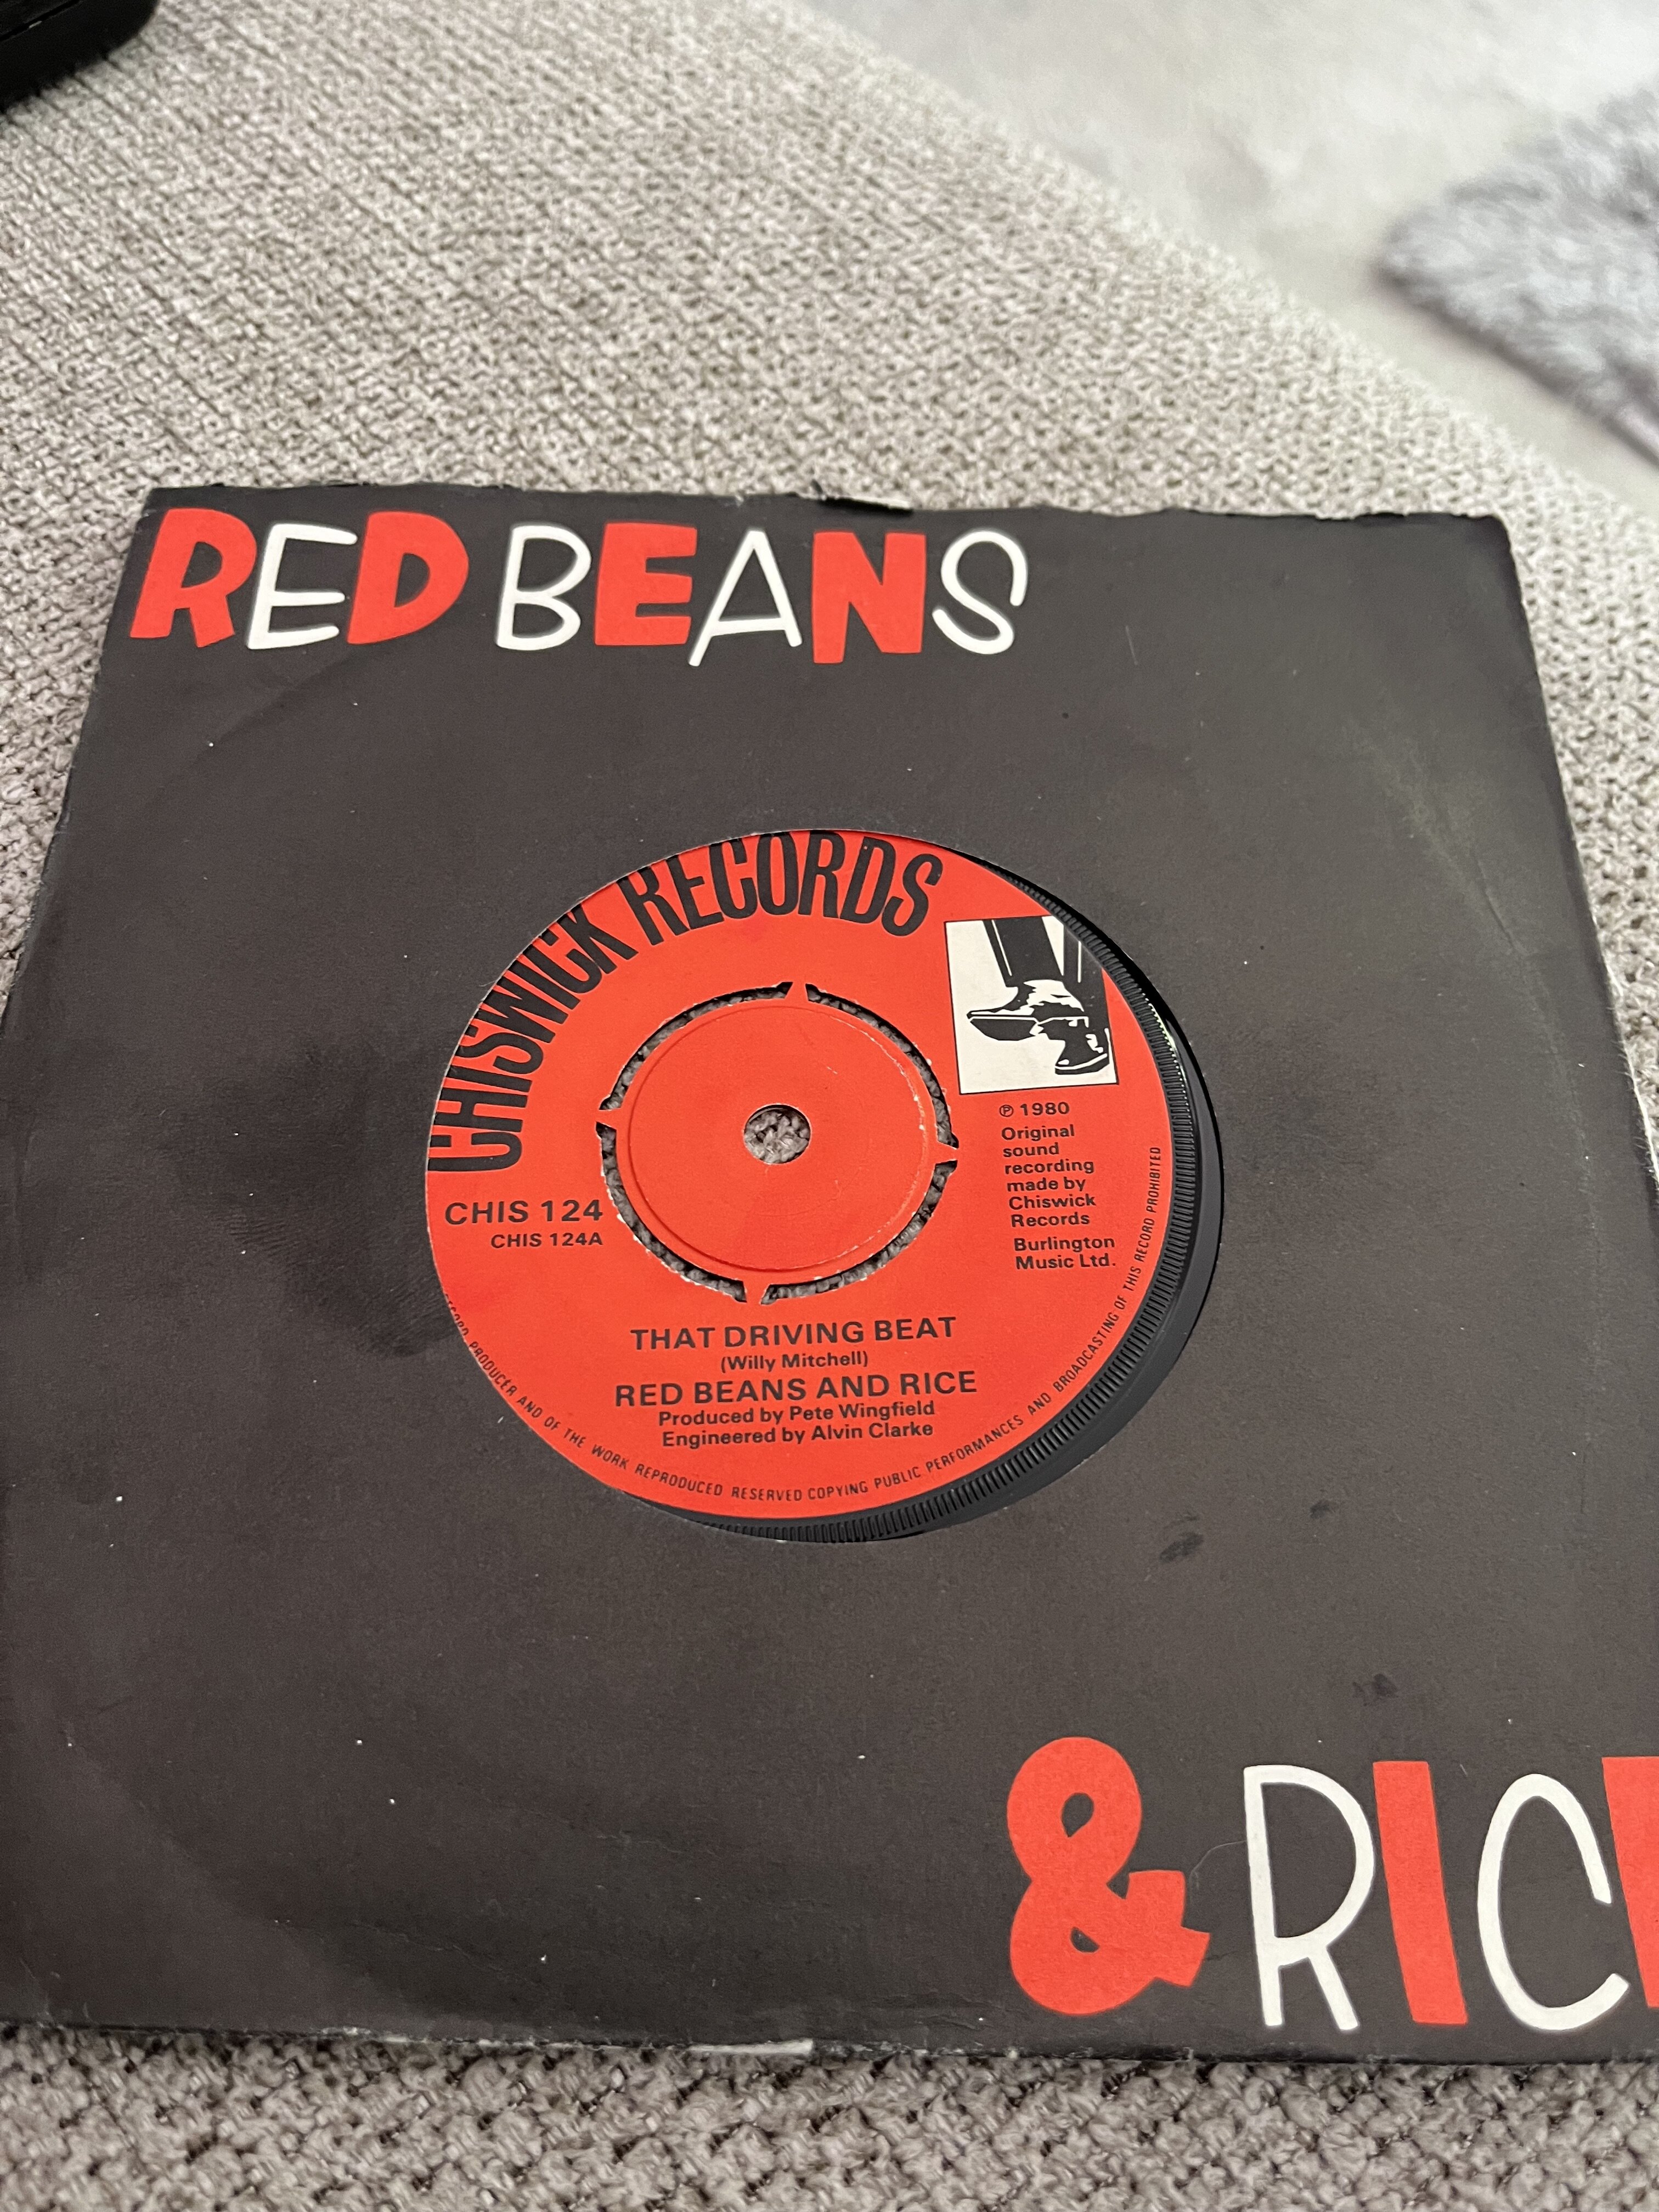 RED BEANS
CHISWICK RECORDS
℗ 1980
Original
sound
recording
made by
Chiswick
Records
Burlington
Music Ltd.
CHIS 124
CHIS 124A
THAT DRIVING BEAT
(Willy Mitchell)
RED BEANS AND RICE
Produced by Pete Wingfield
Engineered by Alvin Clarke
PRODUCER AND OF THE WORK REPRODUCED RESERVED COPYING PUBLIC PERFORMANCES AND BROADCASTING OF THIS RECORD PROHIBITED
& RIC